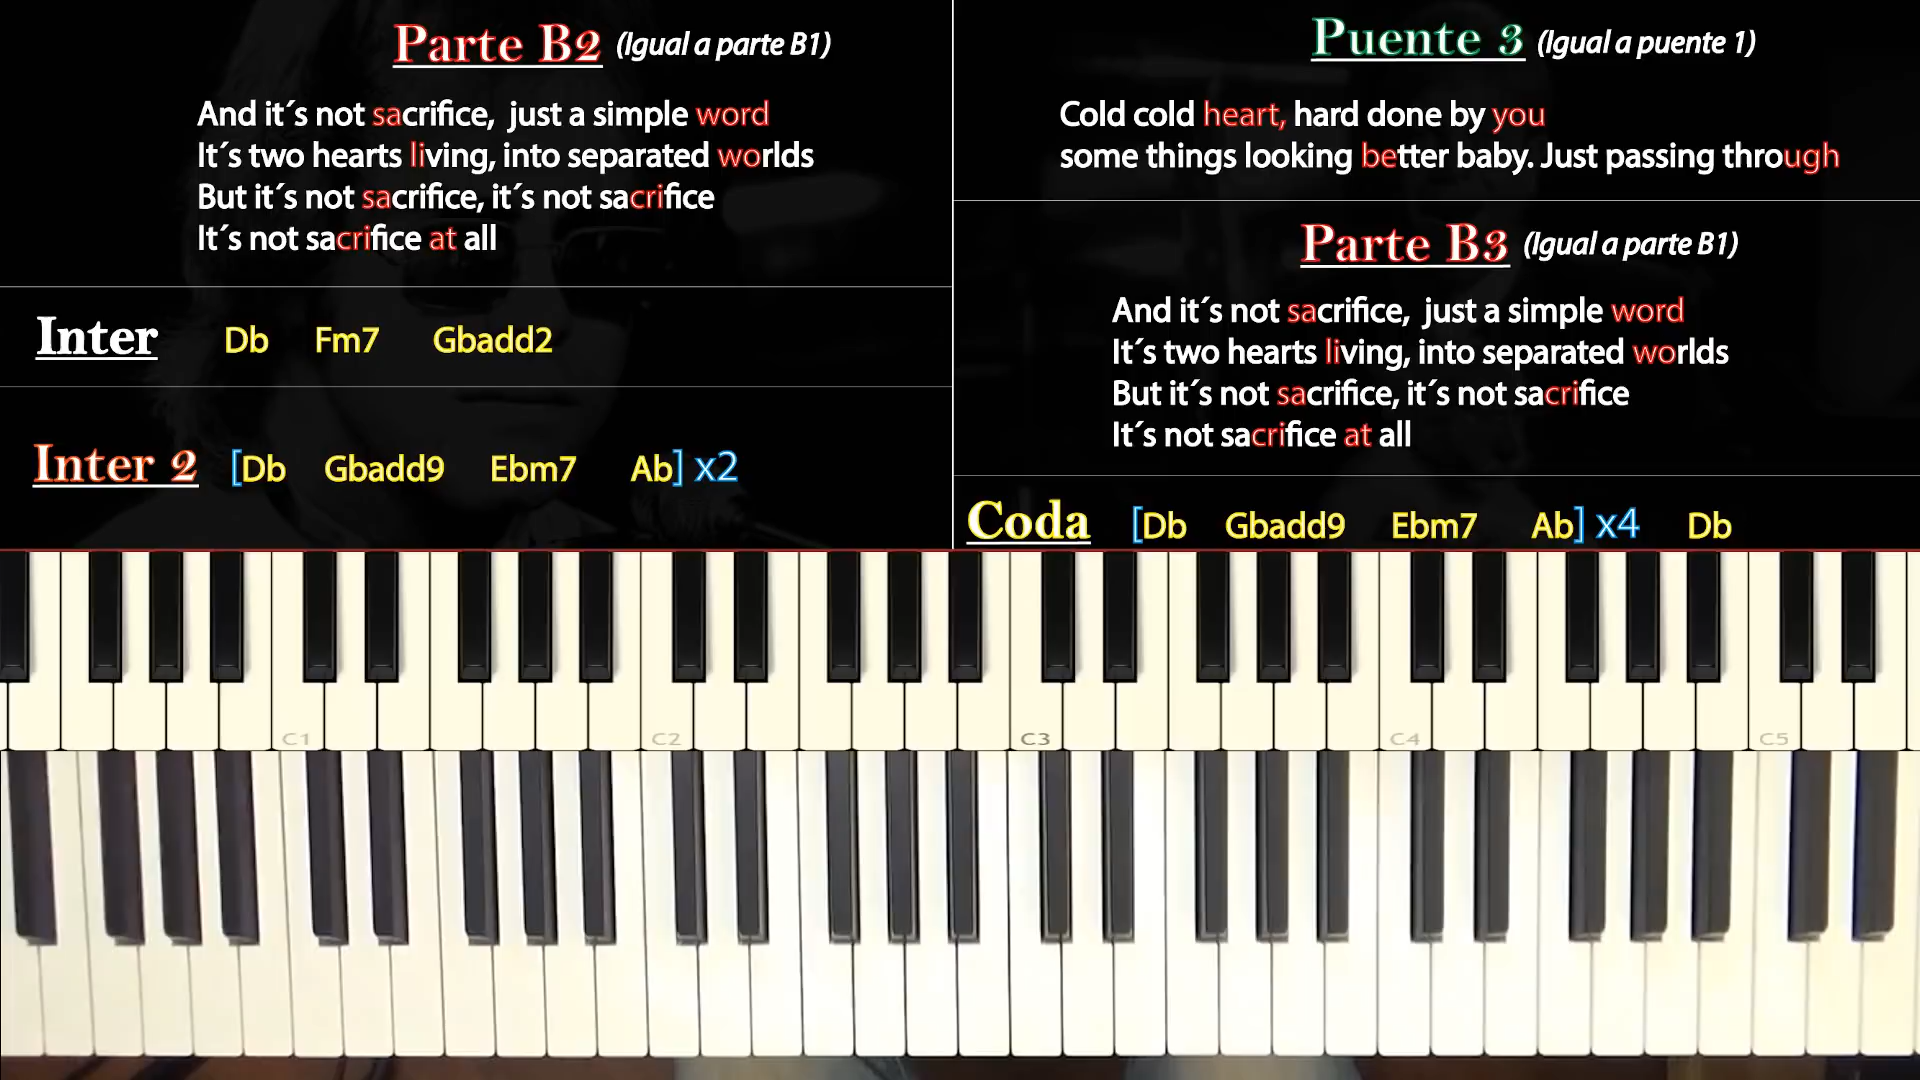 Parte B2 (Igual a parte B1)
And it´s not sacrifice, just a simple word
It´s two hearts living, into separated worlds
But it´s not sacrifice, it´s not sacrifice
It´s not sacrifice at all
Inter Db Fm7 Gbadd2
Inter 2 [Db Gbadd9 Ebm7 Ab] x2
Puente 3 (Igual a puente 1)
Cold cold heart, hard done by you
some things looking better baby. Just passing through
Parte B3 (Igual a parte B1)
And it´s not sacrifice, just a simple word
It´s two hearts living, into separated worlds
But it´s not sacrifice, it´s not sacrifice
It´s not sacrifice at all
Coda [Db Gbadd9 Ebm7 Ab] x4 Db
C1 C2 C3 C4 C5